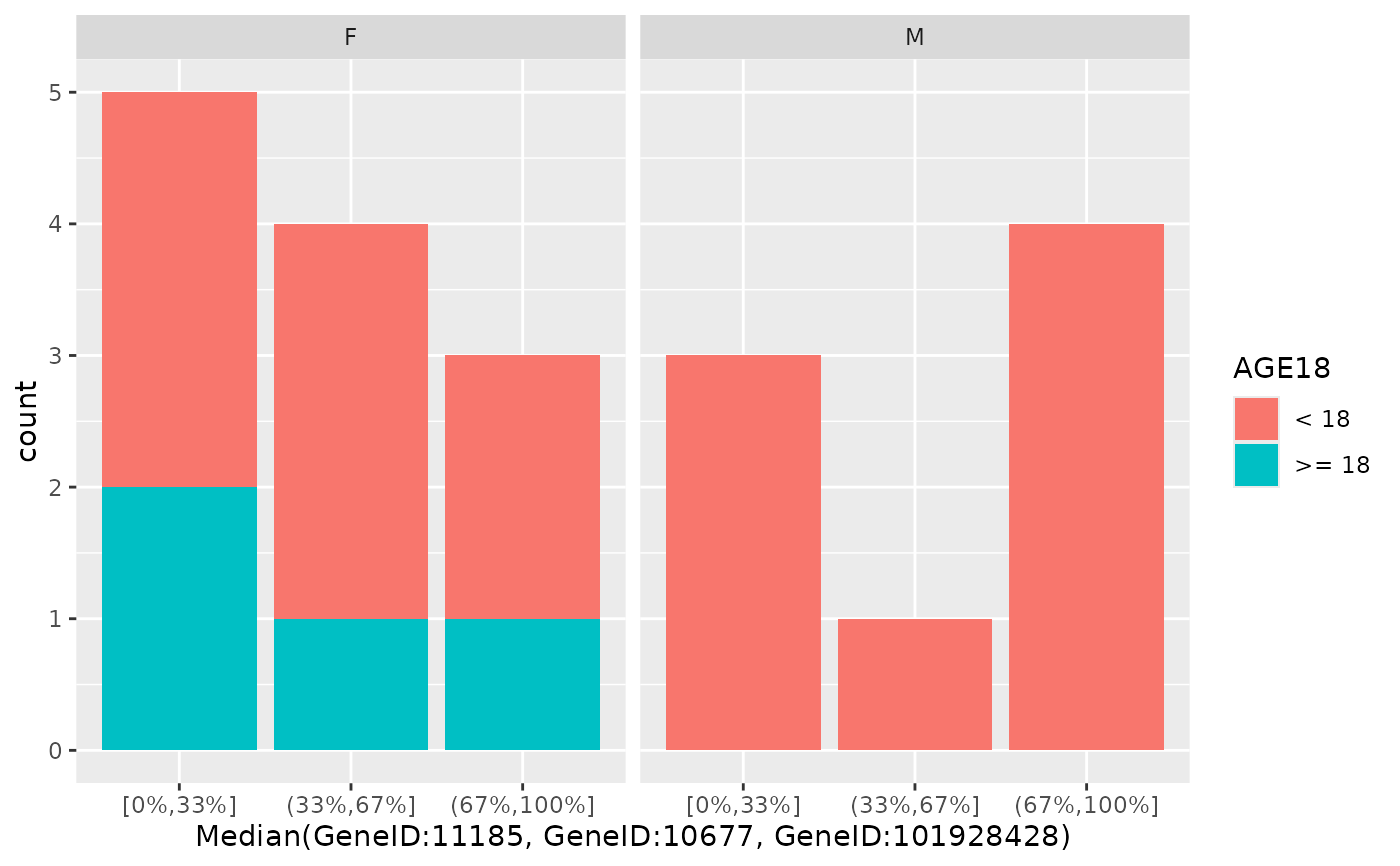 F
M
5
4
3
2
1
0
count
[0%,33%]
(33%,67%]
(67%,100%]
[0%,33%]
(33%,67%]
(67%,100%]
Median(GeneID:11185, GeneID:10677, GeneID:101928428)
AGE18
< 18
>= 18